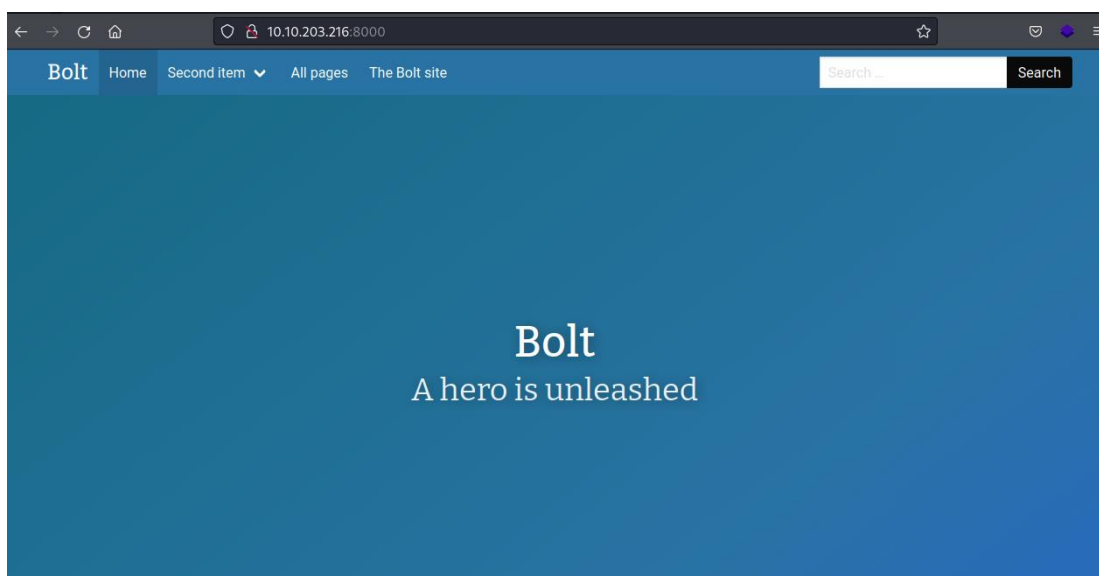 10.10.203.216:8000
Bolt Home Second item All pages The Bolt site Search ... Search
Bolt
A hero is unleashed